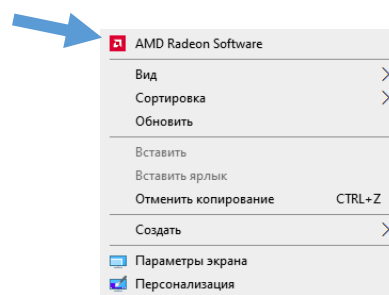 AMD Radeon Software
Вид
Сортировка
Обновить
Вставить
Вставить ярлык
Отменить копирование CTRL+Z
Создать
Параметры экрана
Персонализация